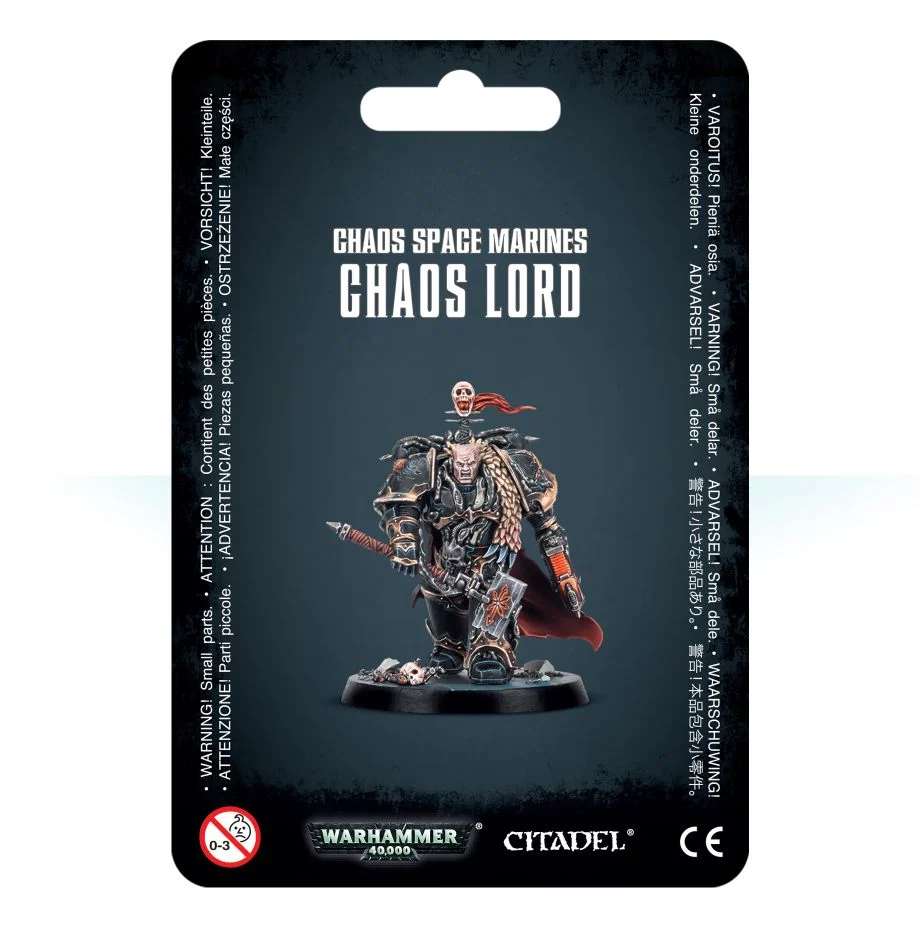 CHAOS SPACE MARINES
CHAOS LORD
• WARNING! Small parts. • ATTENTION : Contient des petites pièces. • VORSICHT! Kleinteile.
• ATTENZIONE! Parti piccole. • ¡ADVERTENCIA! Piezas pequeñas. • OSTRZEŻENIE! Małe części.
• VAROITUS! Pieniä osia. • VARNING! Små delar. • ADVARSEL! Små dele. • WAARSCHUWING!
Kleine onderdelen. • ADVARSEL! Små deler. • 警告!小さな部品あり。• 警告!本品包含小零件。
0-3
WARHAMMER®
40,000
CITADEL®
CE